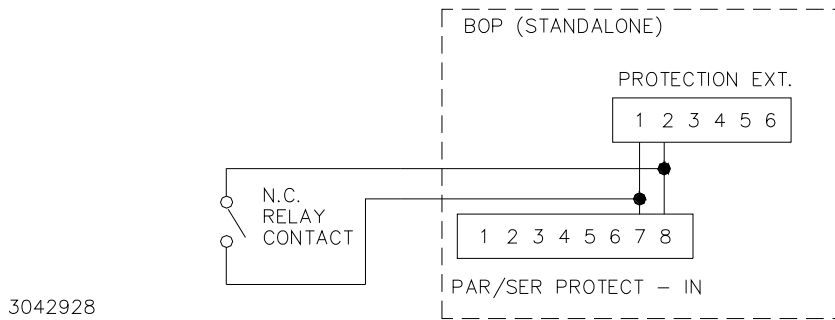 BOP (STANDALONE)
PROTECTION EXT.
1 2 3 4 5 6
N.C.
RELAY
CONTACT
1 2 3 4 5 6 7 8
PAR/SER PROTECT – IN
3042928